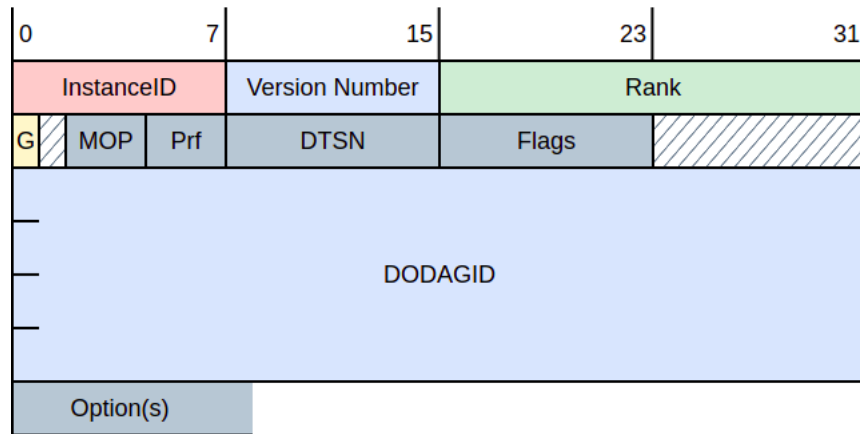 0 7 15 23 31
InstanceID Version Number Rank
G MOP Prf DTSN Flags
DODAGID
Option(s)